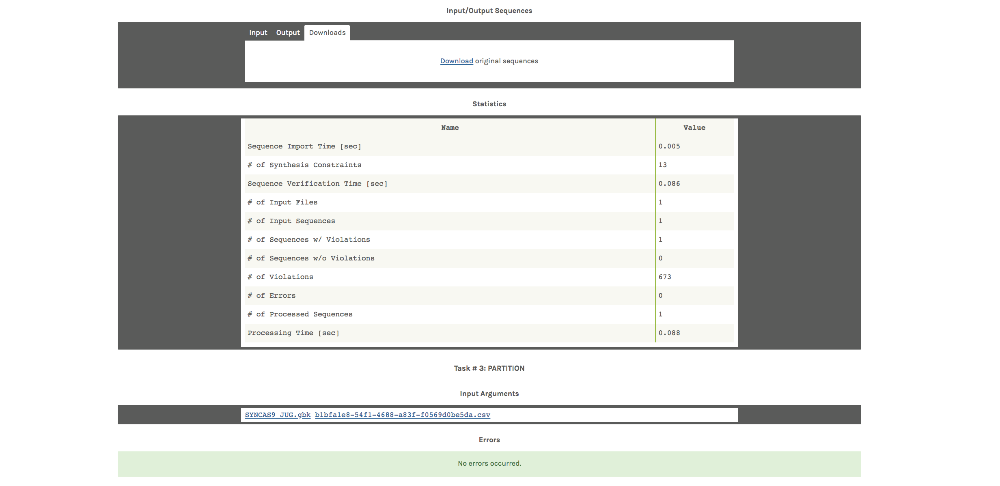 Input/Output Sequences
Input Output Downloads
Download original sequences
Statistics
Name Value
Sequence Import Time [sec] 0.005
# of Synthesis Constraints 13
Sequence Verification Time [sec] 0.086
# of Input Files 1
# of Input Sequences 1
# of Sequences w/ Violations 1
# of Sequences w/o Violations 0
# of Violations 673
# of Errors 0
# of Processed Sequences 1
Processing Time [sec] 0.088
Task # 3: PARTITION
Input Arguments
SYNCAS9_JUG.gbk b1bfa1e8-54f1-4688-a83f-f0569d0be5da.csv
Errors
No errors occurred.